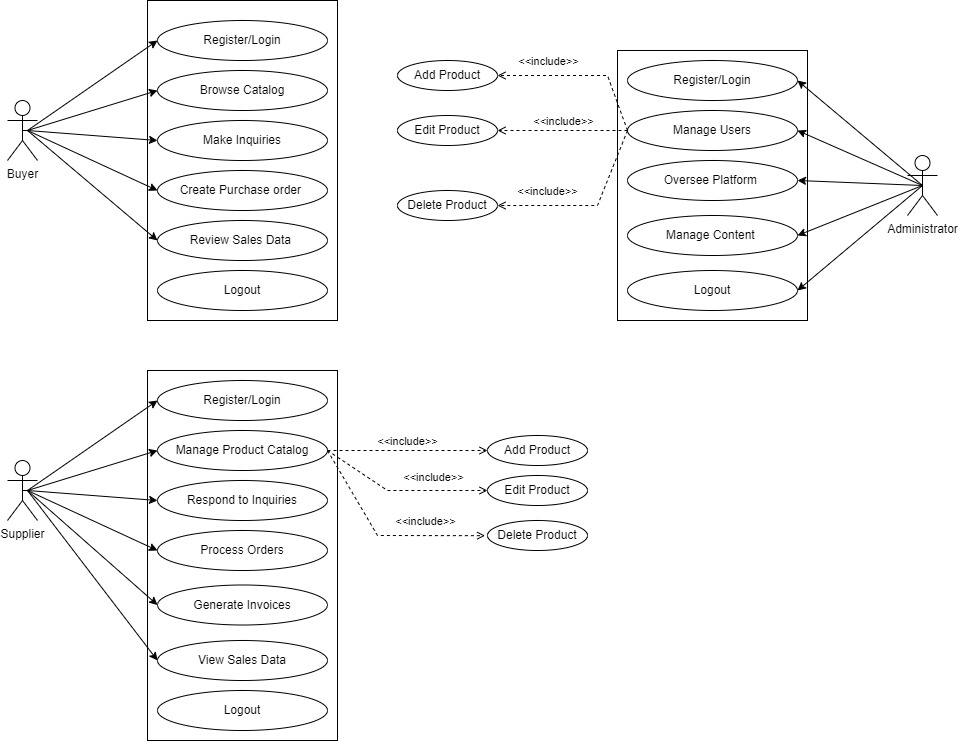 Register/Login
Browse Catalog
Make Inquiries
Create Purchase order
Review Sales Data
Logout
Buyer
<<include>>
Add Product
<<include>>
Edit Product
<<include>>
Delete Product
Register/Login
Manage Users
Oversee Platform
Manage Content
Logout
Administrator
Register/Login
Manage Product Catalog
Respond to Inquiries
Process Orders
Generate Invoices
View Sales Data
Logout
Supplier
<<include>>
Add Product
<<include>>
Edit Product
<<include>>
Delete Product